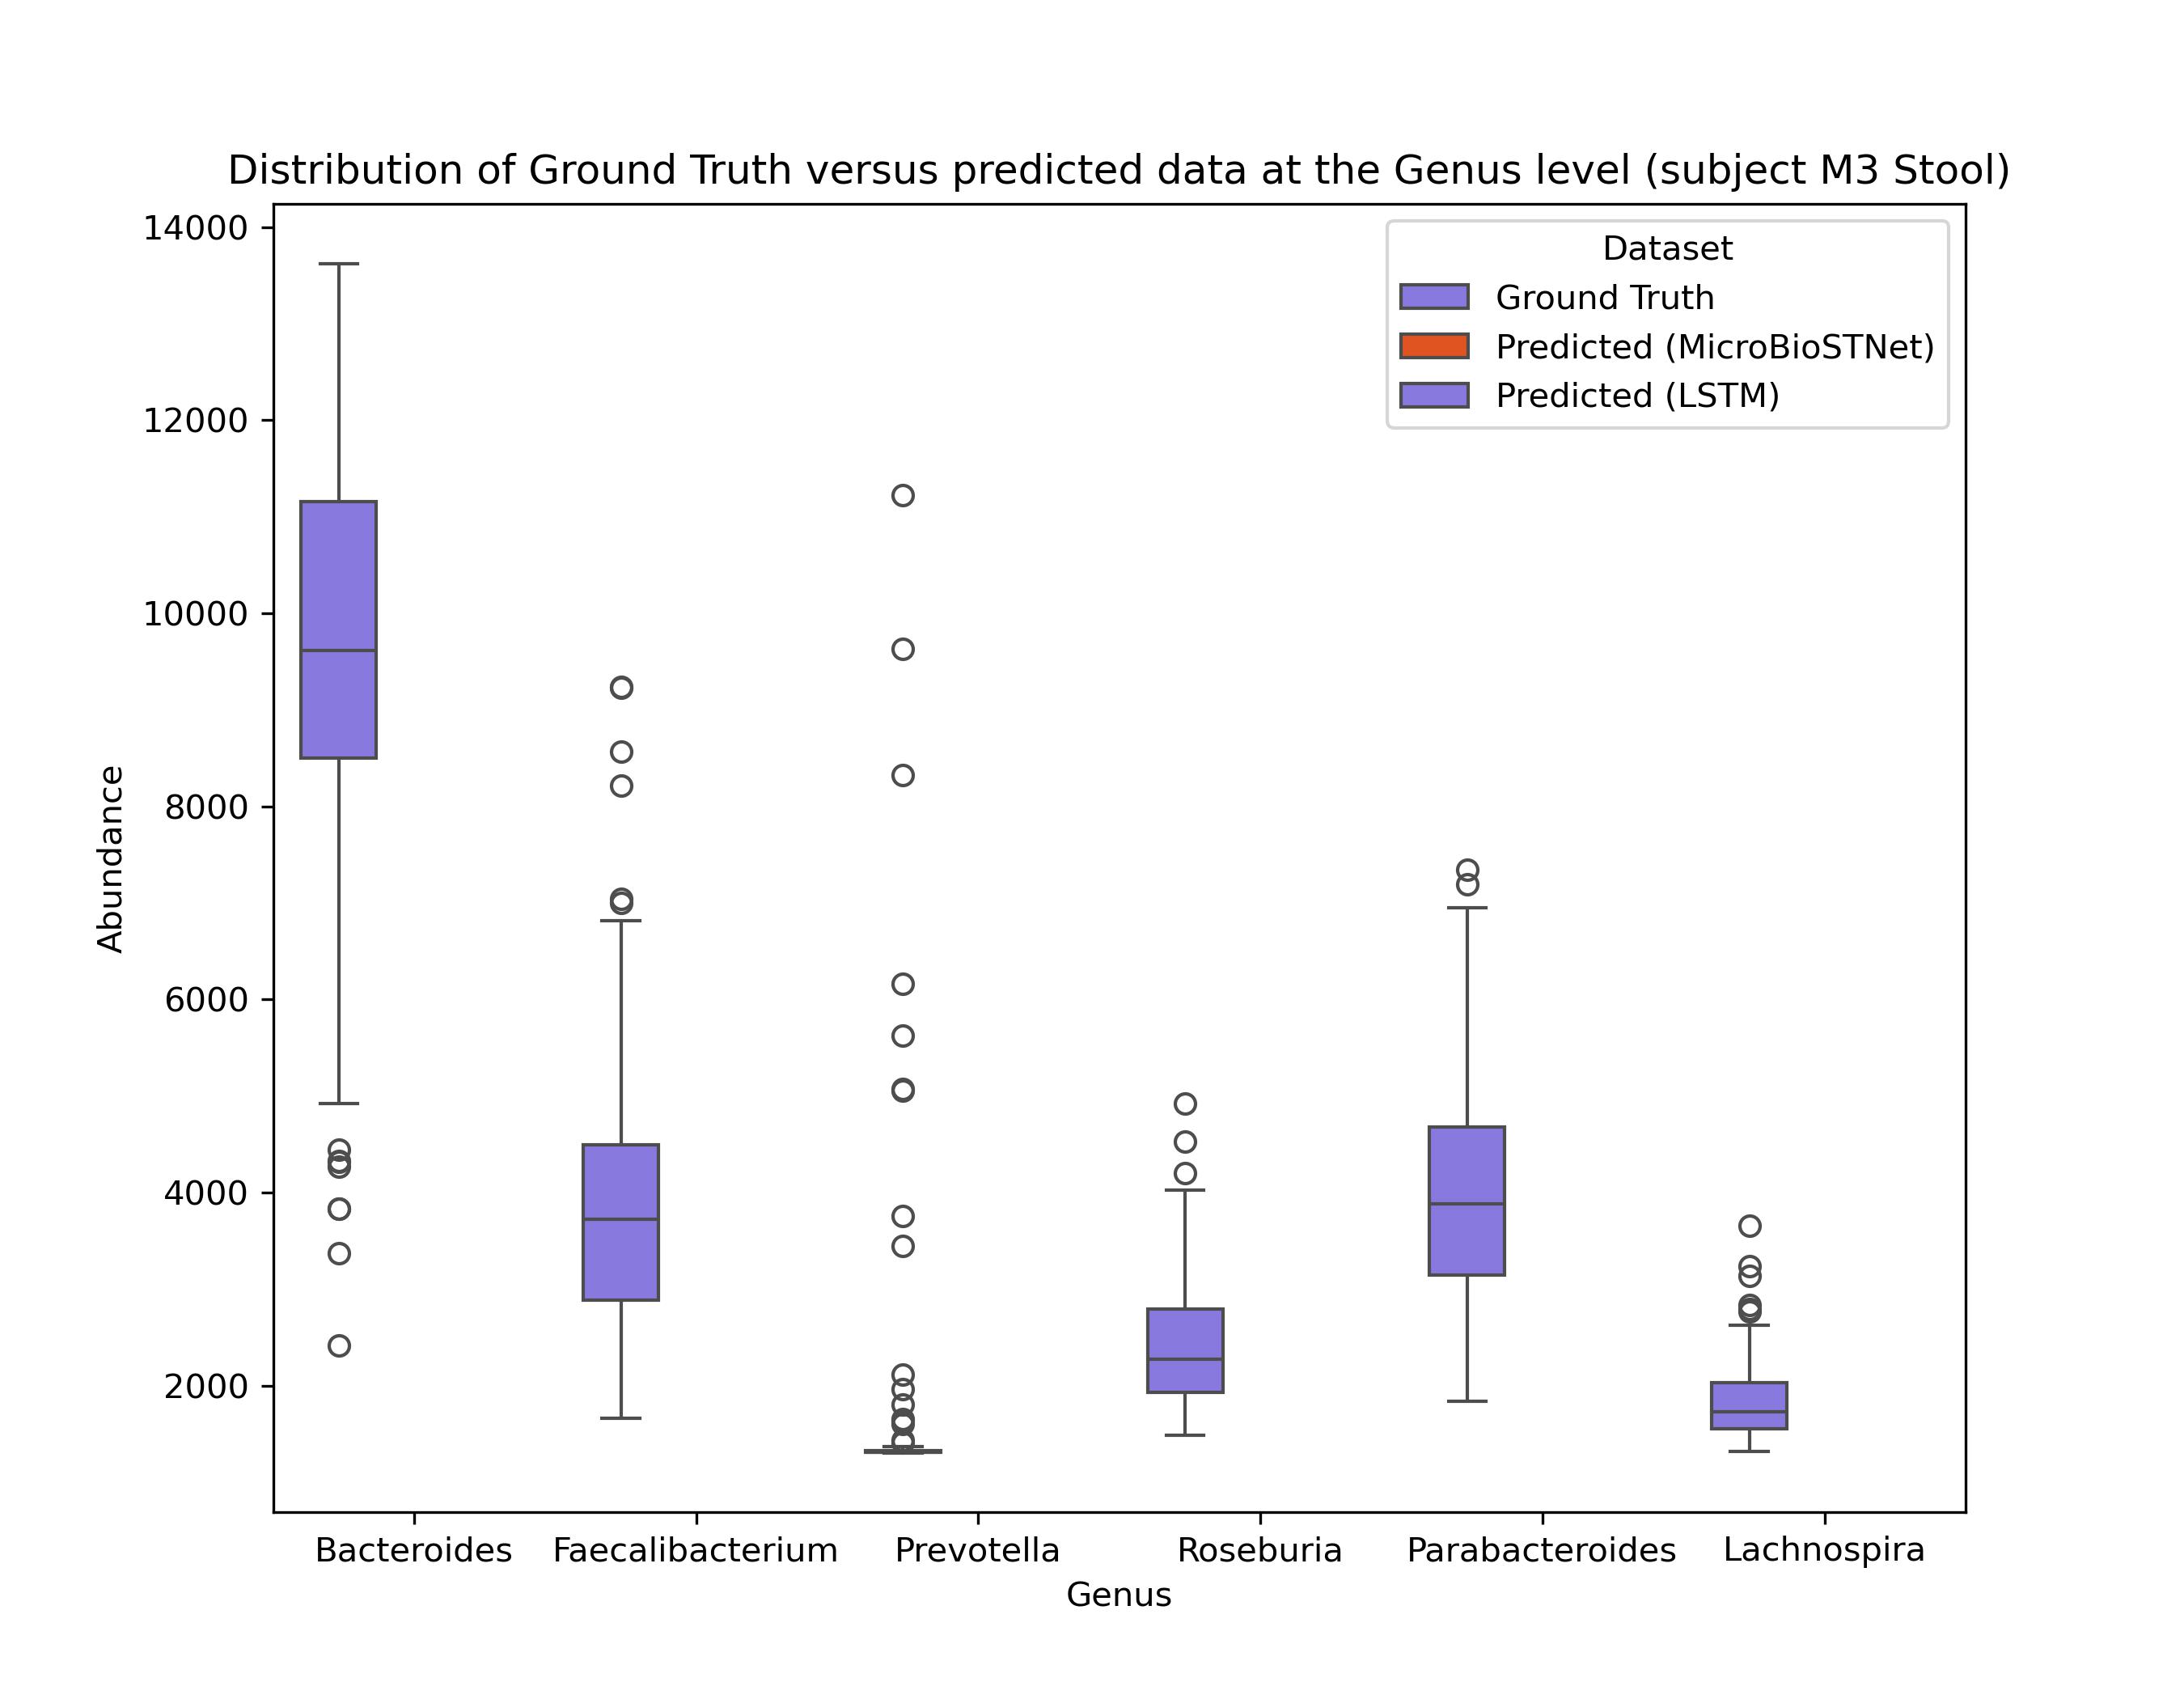 Distribution of Ground Truth versus predicted data at the Genus level (subject M3 Stool)
Dataset
Ground Truth
Predicted (MicroBioSTNet)
Predicted (LSTM)
Abundance
14000
12000
10000
8000
6000
4000
2000
Bacteroides Faecalibacterium Prevotella Roseburia Parabacteroides Lachnospira
Genus